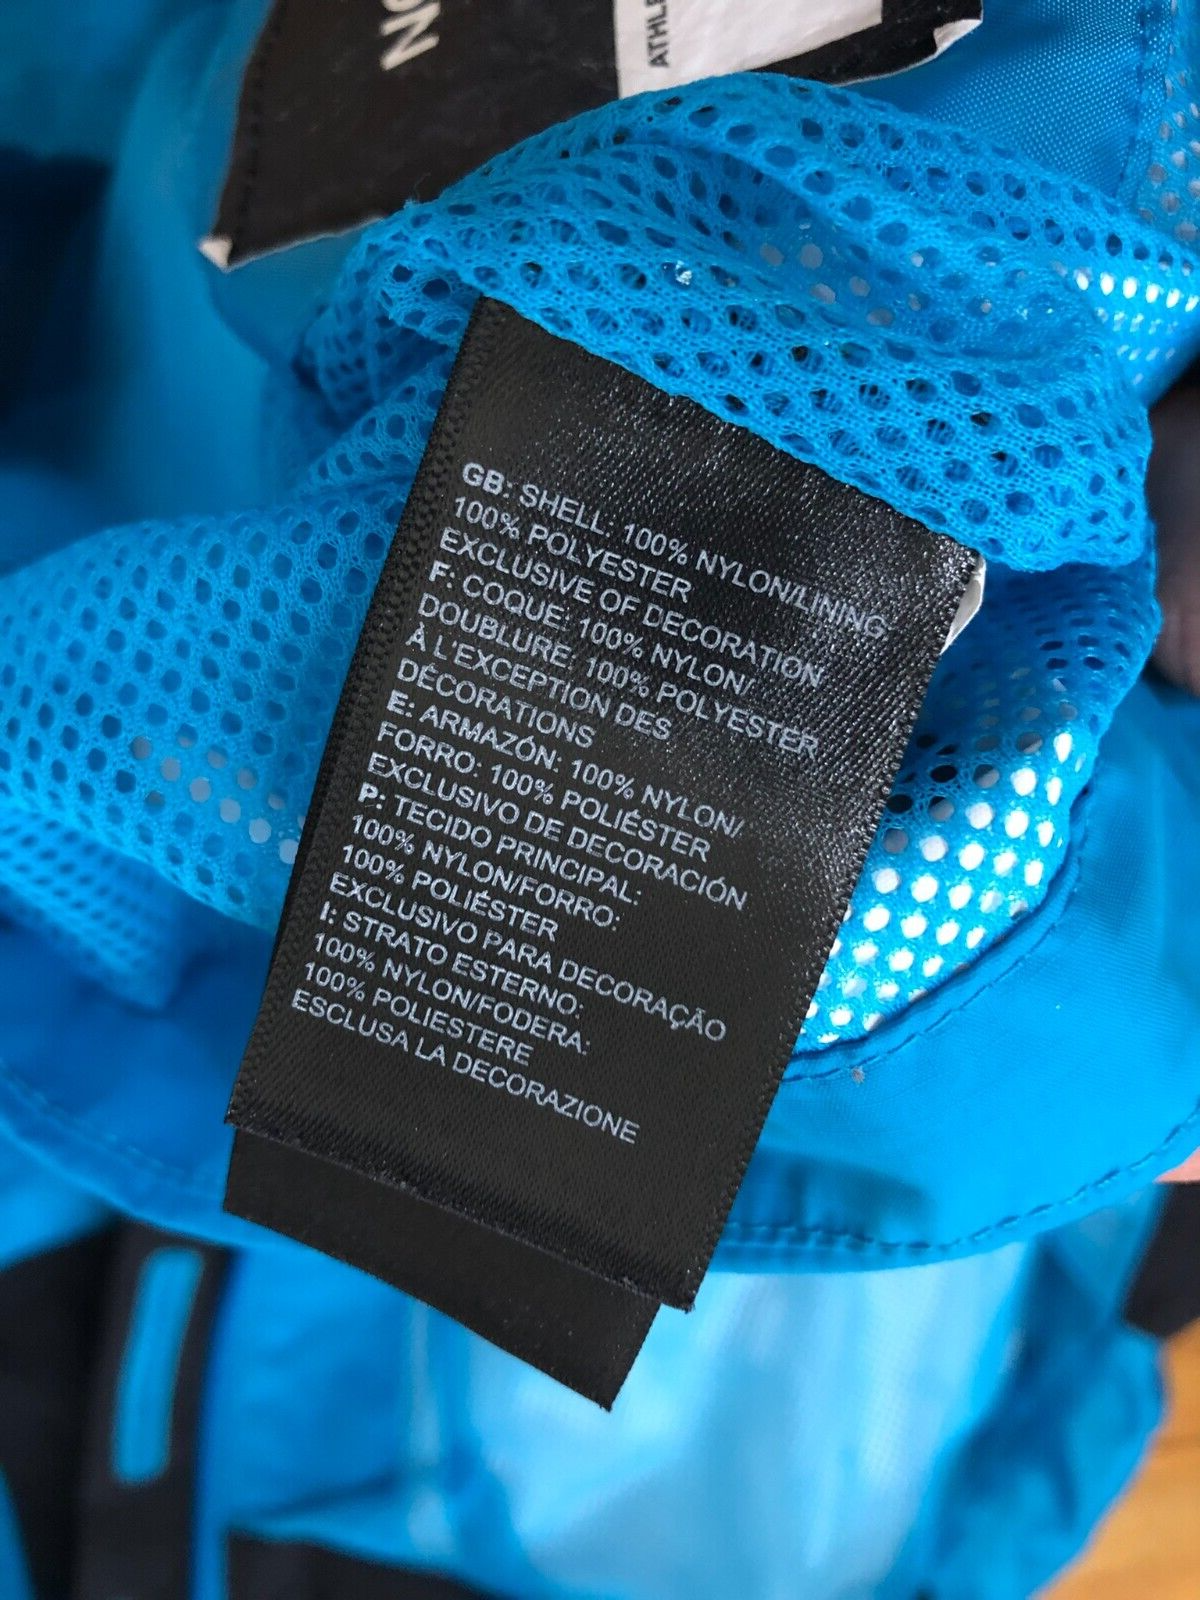 GB: SHELL: 100% NYLON/LINING:
100% POLYESTER
EXCLUSIVE OF DECORATION
F: COQUE: 100% NYLON/
DOUBLURE: 100% POLYESTER
À L'EXCEPTION DES
DÉCORATIONS
E: ARMAZÓN: 100% NYLON/
FORRO: 100% POLIÉSTER
EXCLUSIVO DE DECORACIÓN
P: TECIDO PRINCIPAL:
100% NYLON/FORRO:
100% POLIÉSTER
EXCLUSIVO PARA DECORAÇÃO
I: STRATO ESTERNO:
100% NYLON/FODERA:
100% POLIESTERE
ESCLUSA LA DECORAZIONE